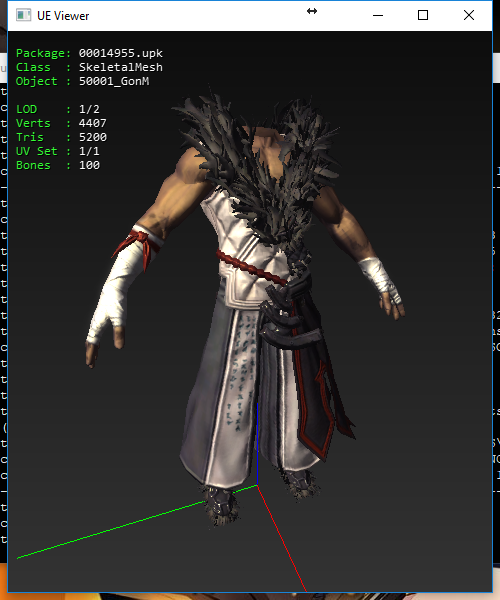 UE Viewer
Package: 00014955.upk
Class  : SkeletalMesh
Object : 50001_GonM
LOD    : 1/2
Verts  : 4407
Tris   : 5200
UV Set : 1/1
Bones  : 100